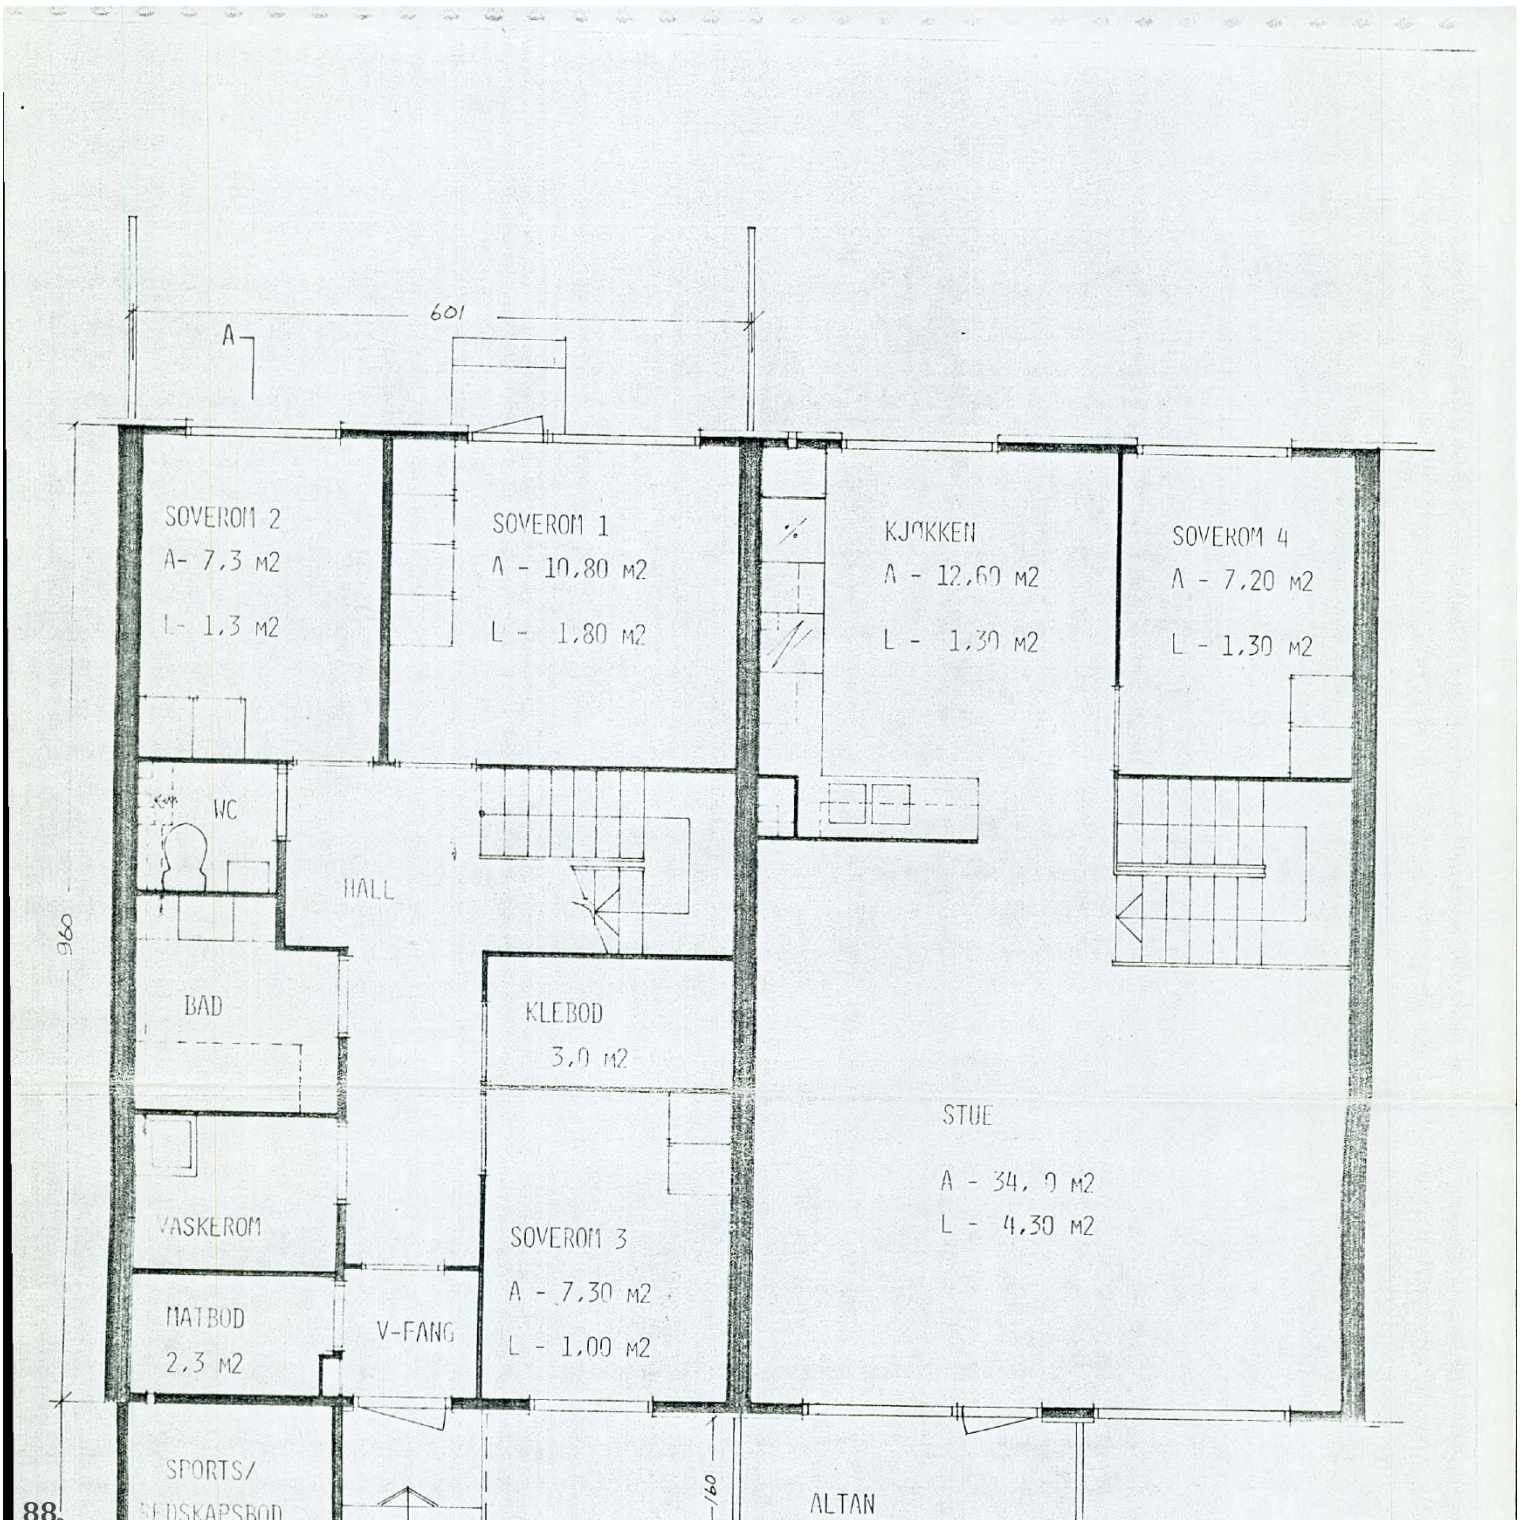 601
A
SOVEROM 2
A- 7,3 M2
L- 1,3 M2
SOVEROM 1
A - 10,80 M2
L - 1,80 M2
KJØKKEN
A - 12,60 M2
L - 1,30 M2
SOVEROM 4
A - 7,20 M2
L - 1,30 M2
WC
HALL
960
BAD
KLEBOD
3,0 M2
STUE
A - 34, 0 M2
L - 4,30 M2
VASKEROM
SOVEROM 3
A - 7,30 M2
L - 1,00 M2
MATBOD
2,3 M2
V-FANG
SPORTS/
REDSKAPSBOD
160
ALTAN
88.